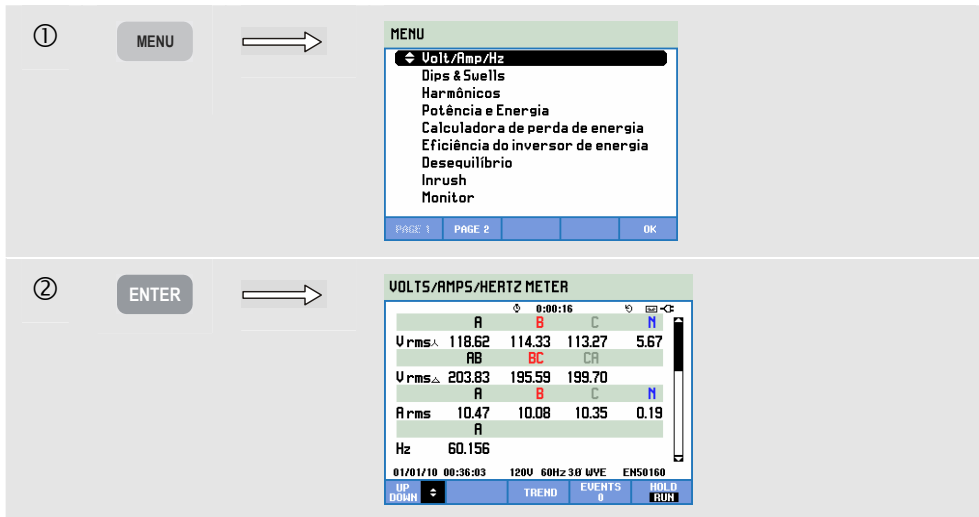 ①
MENU
MENU
Volt/Amp/Hz
Dips & Swells
Harmônicos
Potência e Energia
Calculadora de perda de energia
Eficiência do inversor de energia
Desequilíbrio
Inrush
Monitor
PAGE 1 PAGE 2 OK
②
ENTER
VOLTS/AMPS/HERTZ METER
0:00:16
A B C N
V rms 118.62 114.33 113.27 5.67
AB BC CA
V rms 203.83 195.59 199.70
A B C N
A rms 10.47 10.08 10.35 0.19
A
Hz 60.156
01/01/10 00:36:03 120V 60Hz 3Ø WYE EN50160
UP DOWN TREND EVENTS 0 HOLD RUN